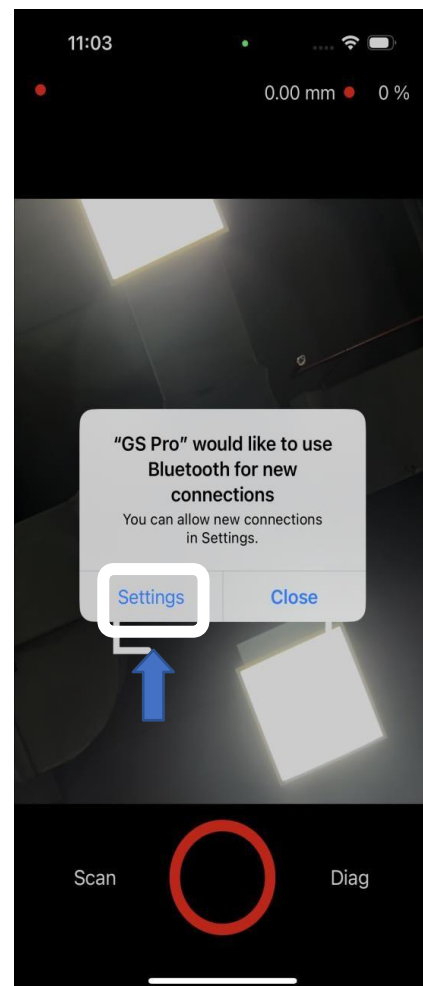 11:03
0.00 mm 0 %
“GS Pro” would like to use
Bluetooth for new
connections
You can allow new connections
in Settings.
Settings Close
Scan Diag